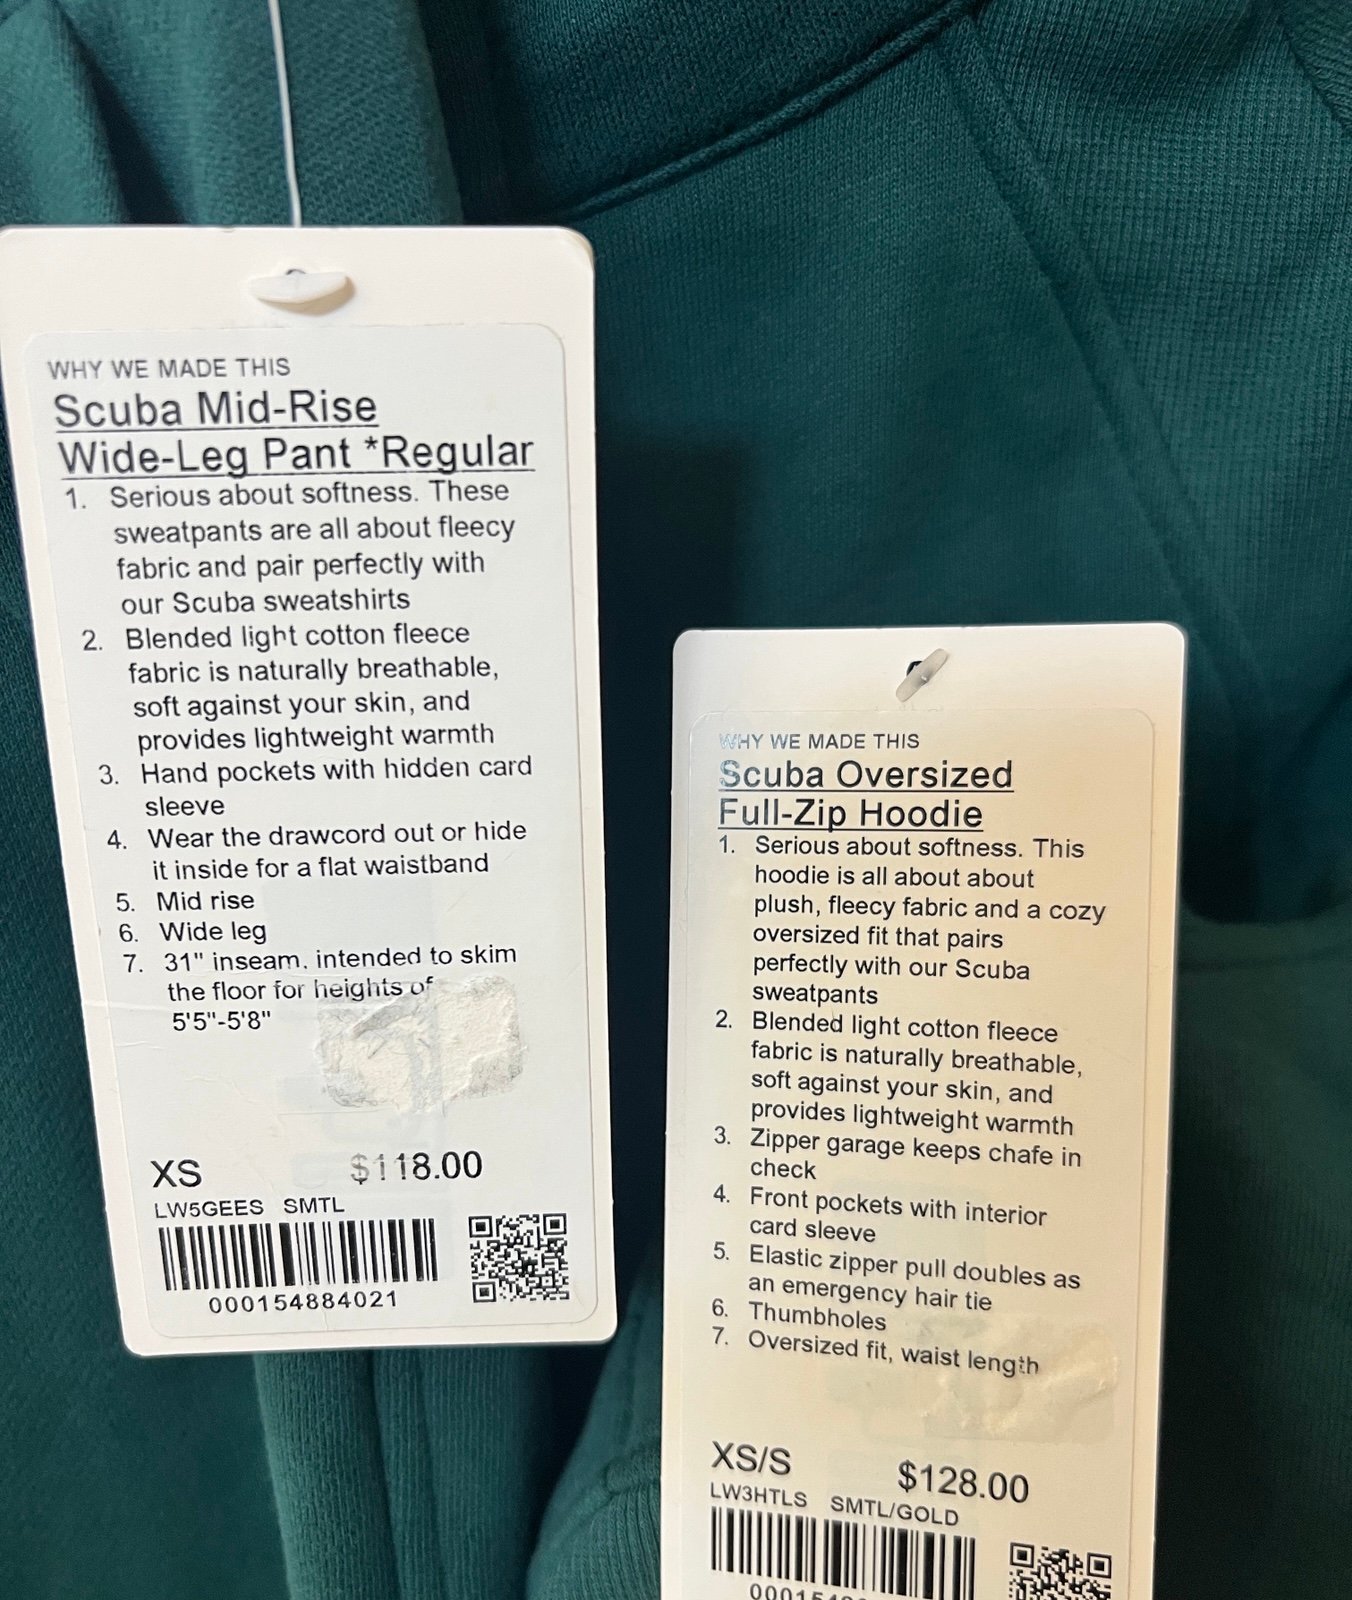 WHY WE MADE THIS
Scuba Mid-Rise
Wide-Leg Pant *Regular
1. Serious about softness. These
sweatpants are all about fleecy
fabric and pair perfectly with
our Scuba sweatshirts
2. Blended light cotton fleece
fabric is naturally breathable,
soft against your skin, and
provides lightweight warmth
3. Hand pockets with hidden card
sleeve
4. Wear the drawcord out or hide
it inside for a flat waistband
5. Mid rise
6. Wide leg
7. 31" inseam, intended to skim
the floor for heights of
5'5"-5'8"
XS $118.00
LW5GEES SMTL
000154884021
WHY WE MADE THIS
Scuba Oversized
Full-Zip Hoodie
1. Serious about softness. This
hoodie is all about about
plush, fleecy fabric and a cozy
oversized fit that pairs
perfectly with our Scuba
sweatpants
2. Blended light cotton fleece
fabric is naturally breathable,
soft against your skin, and
provides lightweight warmth
3. Zipper garage keeps chafe in
check
4. Front pockets with interior
card sleeve
5. Elastic zipper pull doubles as
an emergency hair tie
6. Thumbholes
7. Oversized fit, waist length
XS/S $128.00
LW3HTLS SMTL/GOLD